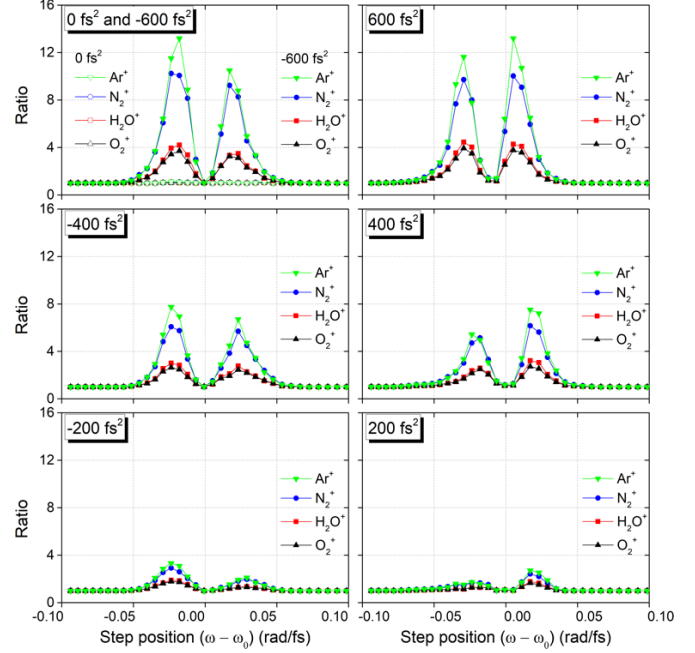 0 fs² and -600 fs²
0 fs²
-600 fs²
Ar⁺
N₂⁺
H₂O⁺
O₂⁺
Ar⁺
N₂⁺
H₂O⁺
O₂⁺
Ratio
16
12
8
4
0
600 fs²
Ar⁺
N₂⁺
H₂O⁺
O₂⁺
-400 fs²
Ar⁺
N₂⁺
H₂O⁺
O₂⁺
Ratio
16
12
8
4
0
400 fs²
Ar⁺
N₂⁺
H₂O⁺
O₂⁺
-200 fs²
Ar⁺
N₂⁺
H₂O⁺
O₂⁺
Ratio
16
12
8
4
0
-0.10 -0.05 0.00 0.05 0.10
Step position (ω − ω₀) (rad/fs)
200 fs²
Ar⁺
N₂⁺
H₂O⁺
O₂⁺
-0.05 0.00 0.05 0.10
Step position (ω − ω₀) (rad/fs)